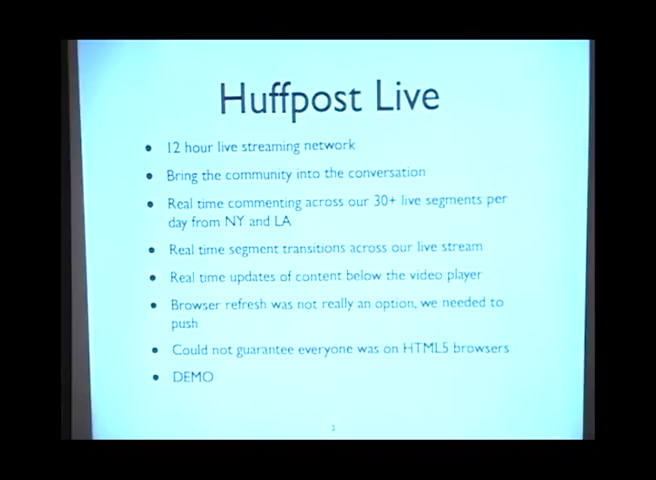 Huffpost Live
• 12 hour live streaming network
• Bring the community into the conversation
• Real time commenting across our 30+ live segments per
day from NY and LA
• Real time segment transitions across our live stream
• Real time updates of content below the video player
• Browser refresh was not really an option, we needed to
push
• Could not guarantee everyone was on HTML5 browsers
• DEMO